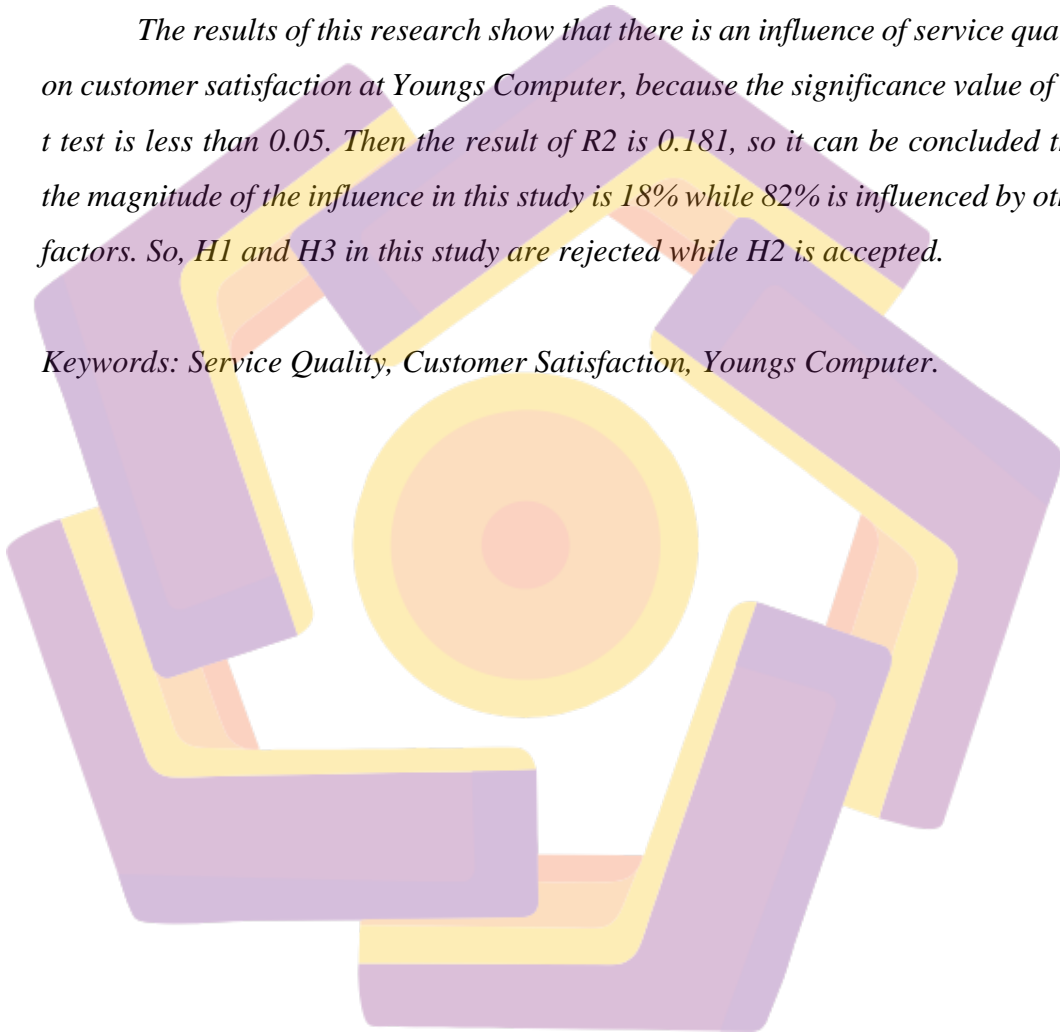 The results of this research show that there is an influence of service qua
on customer satisfaction at Youngs Computer, because the significance value of
t test is less than 0.05. Then the result of R2 is 0.181, so it can be concluded
the magnitude of the influence in this study is 18% while 82% is influenced by
factors. So, H1 and H3 in this study are rejected while H2 is accepted.
Keywords: Service Quality, Customer Satisfaction, Youngs Computer.